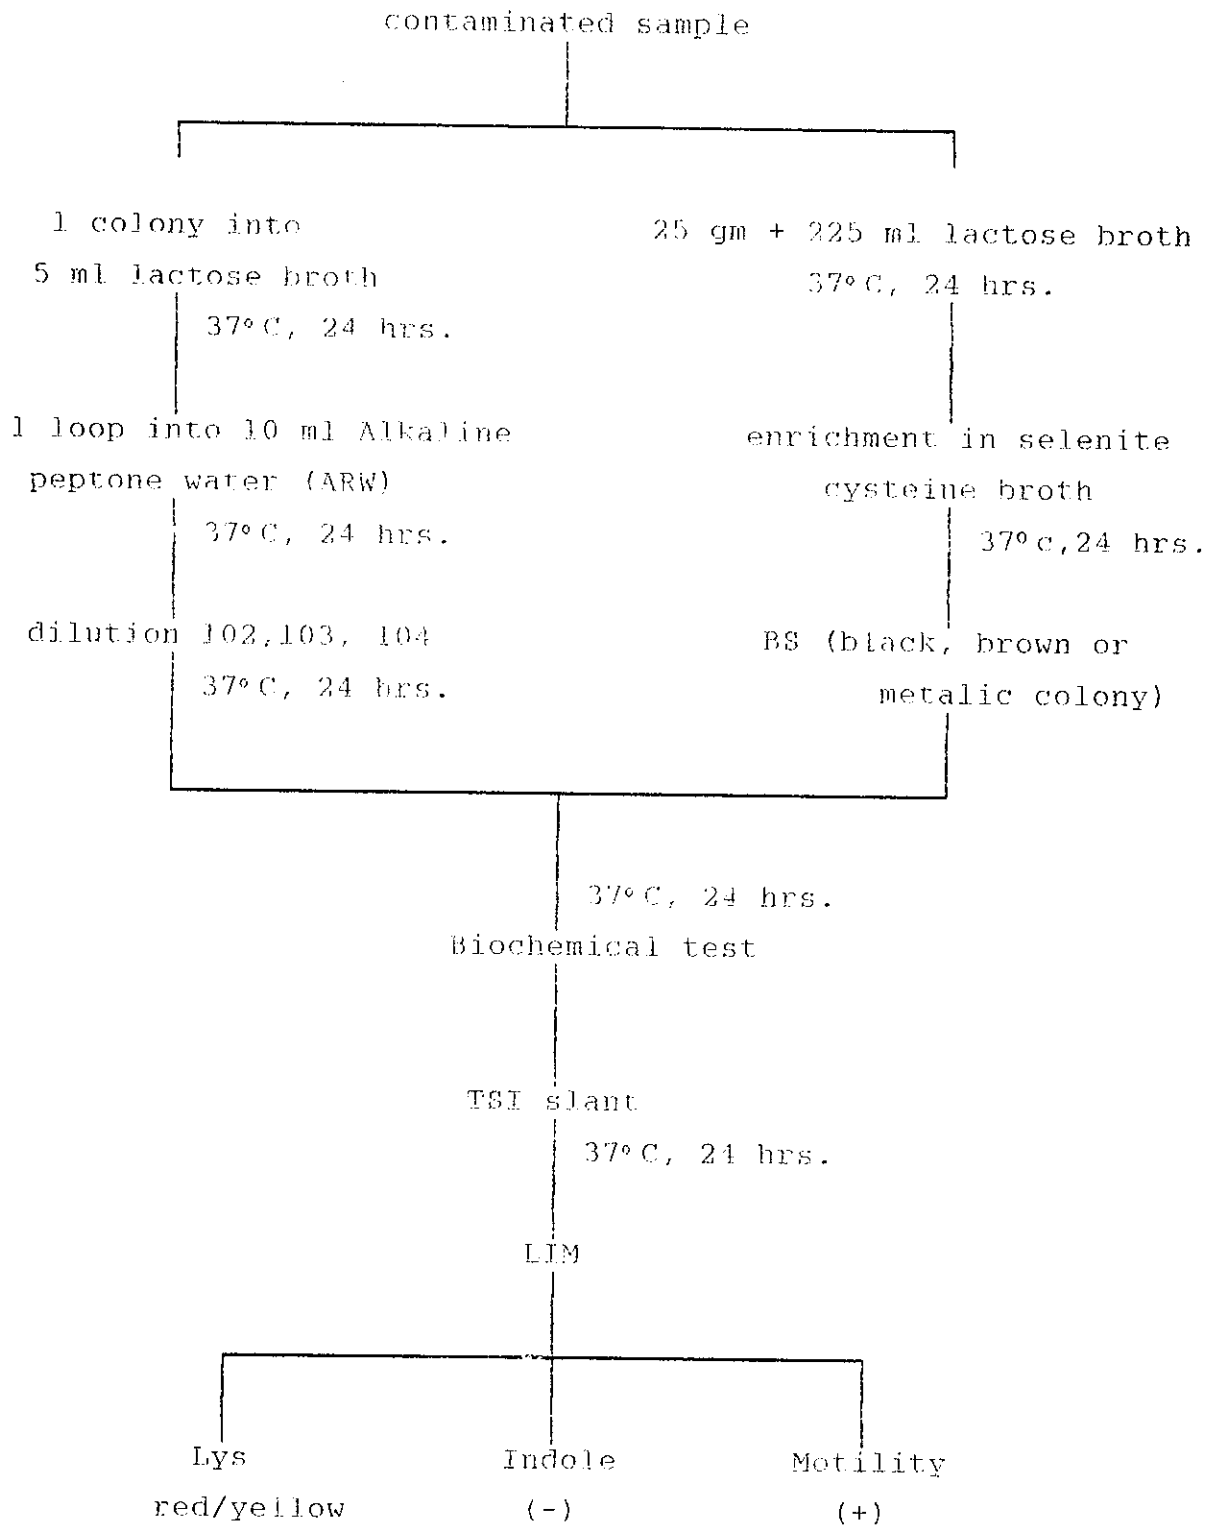 contaminated sample
1 colony into
5 ml lactose broth
37°C, 24 hrs.
25 gm + 225 ml lactose broth
37°C, 24 hrs.
1 loop into 10 ml Alkaline
peptone water (ARW)
37°C, 24 hrs.
enrichment in selenite
cysteine broth
37°c,24 hrs.
dilution 102,103, 104
37°C, 24 hrs.
BS (black, brown or
metalic colony)
37°C, 24 hrs.
Biochemical test
TSI slant
37°C, 24 hrs.
LIM
Lys
red/yeilow
Indole
(-)
Motility
(+)